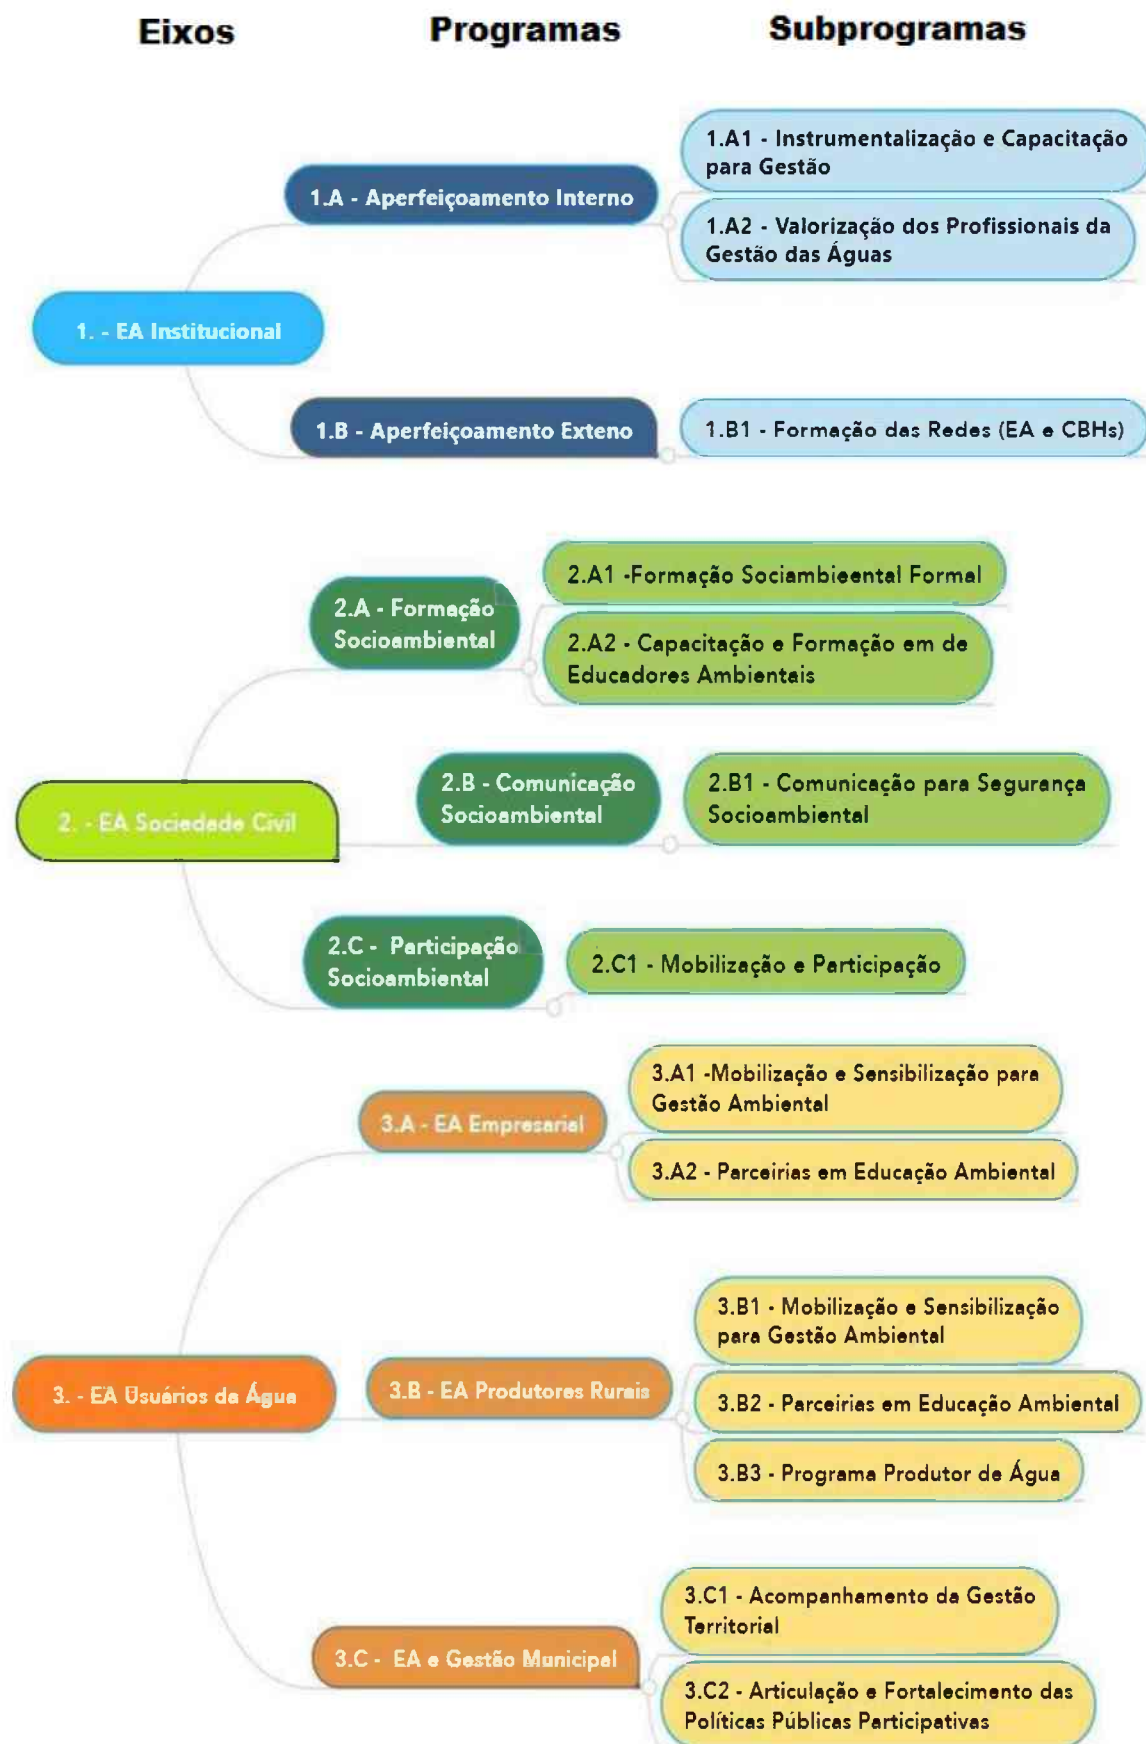 Eixos
Programas
Subprogramas
1. - EA Institucional
1.A - Aperfeiçoamento Interno
1.A1 - Instrumentalização e Capacitação
para Gestão
1.A2 - Valorização dos Profissionais da
Gestão das Águas
1.B - Aperfeiçoamento Exteno
1.B1 - Formação das Redes (EA e CBHs)
2. - EA Sociedade Civil
2.A - Formação
Socioambiental
2.A1 -Formação Sociambieental Formal
2.A2 - Capacitação e Formação em de
Educadores Ambientais
2.B - Comunicação
Socioambiental
2.B1 - Comunicação para Segurança
Socioambiental
2.C - Participação
Socioambiental
2.C1 - Mobilização e Participação
3. - EA Usuários da Água
3.A - EA Empresarial
3.A1 -Mobilização e Sensibilização para
Gestão Ambiental
3.A2 - Parceirias em Educação Ambiental
3.B - EA Produtores Rurais
3.B1 - Mobilização e Sensibilização
para Gestão Ambiental
3.B2 - Parceirias em Educação Ambiental
3.B3 - Programa Produtor de Água
3.C - EA e Gestão Municipal
3.C1 - Acompanhamento da Gestão
Territorial
3.C2 - Articulação e Fortalecimento das
Políticas Públicas Participativas